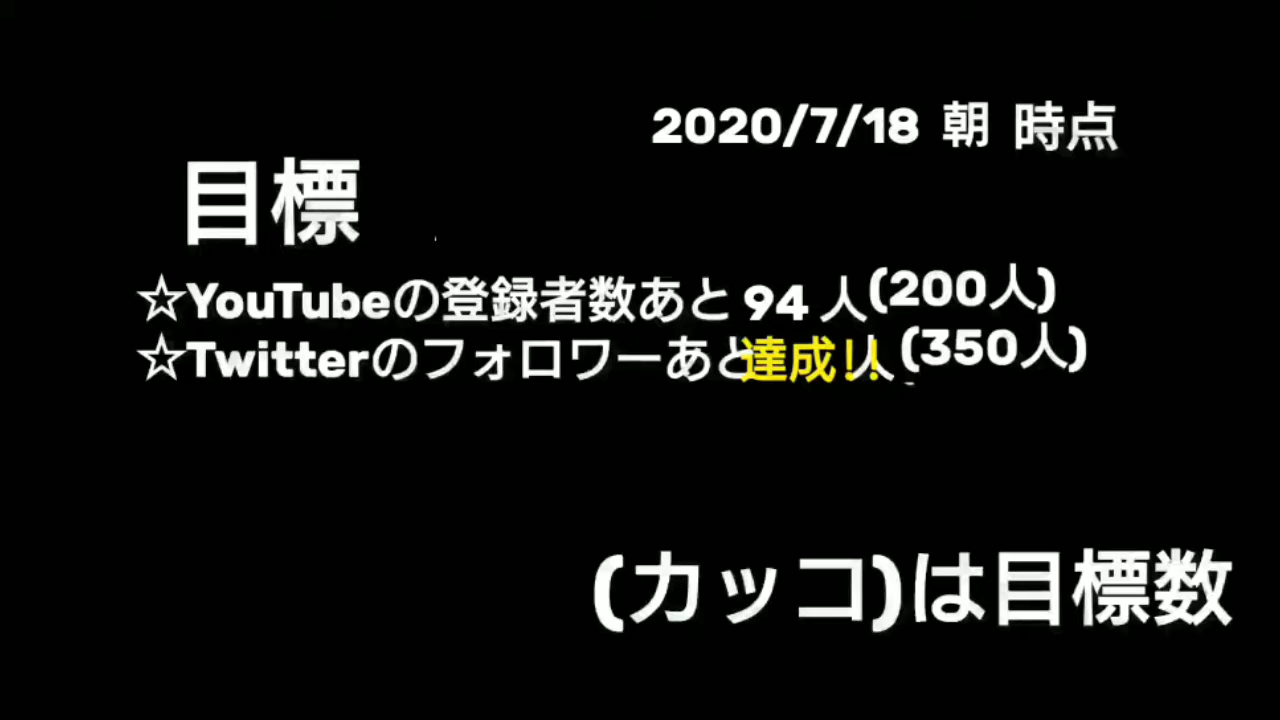 2020/7/18 朝 時点
目標
☆YouTubeの登録者数あと 94 人(200人)
☆Twitterのフォロワーあと達成!!人(350人)
(カッコ)は目標数